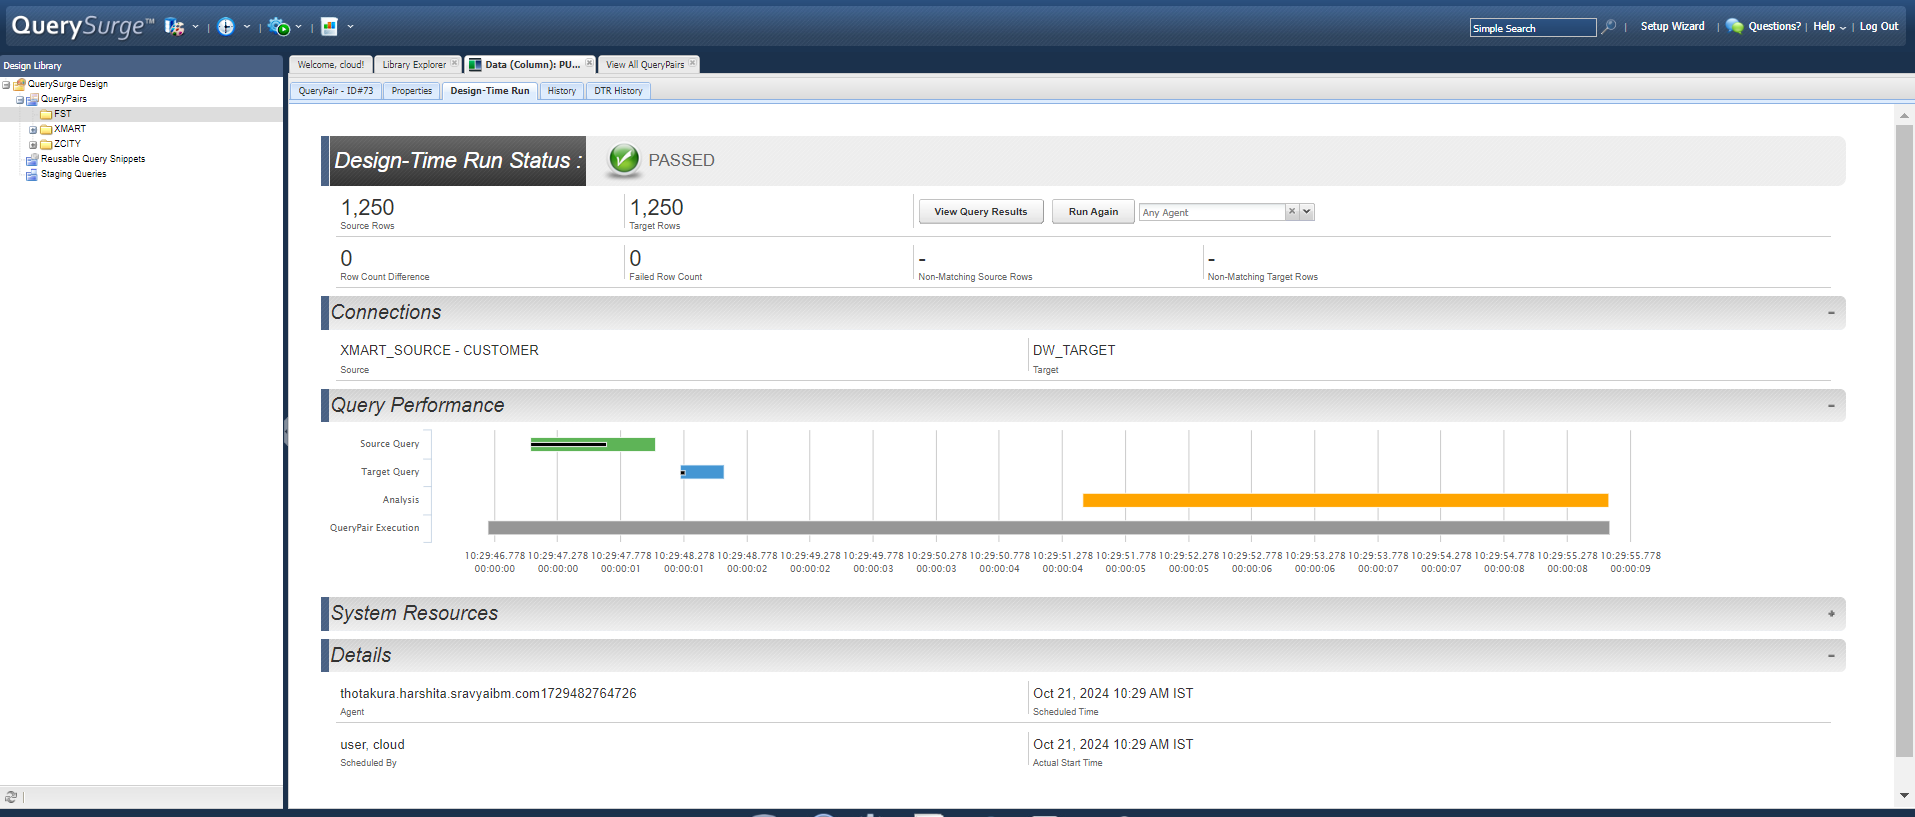 QuerySurge™
Simple Search
Setup Wizard
Questions?
Help
Log Out
Design Library
QuerySurge Design
QueryPairs
FST
XMART
ZCITY
Reusable Query Snippets
Staging Queries
Welcome, cloud!
Library Explorer
Data (Column): PU...
View All QueryPairs
QueryPair - ID#73
Properties
Design-Time Run
History
DTR History
Design-Time Run Status :
PASSED
1,250
Source Rows
1,250
Target Rows
View Query Results
Run Again
Any Agent
0
Row Count Difference
0
Failed Row Count
-
Non-Matching Source Rows
-
Non-Matching Target Rows
Connections
XMART_SOURCE - CUSTOMER
Source
DW_TARGET
Target
Query Performance
Source Query
Target Query
Analysis
QueryPair Execution
10:29:46.778 10:29:47.278 10:29:47.778 10:29:48.278 10:29:48.778 10:29:49.278 10:29:49.778 10:29:50.278 10:29:50.778 10:29:51.278 10:29:51.778 10:29:52.278 10:29:52.778 10:29:53.278 10:29:53.778 10:29:54.278 10:29:54.778 10:29:55.278 10:29:55.778
00:00:00 00:00:00 00:00:01 00:00:01 00:00:02 00:00:02 00:00:03 00:00:03 00:00:04 00:00:04 00:00:05 00:00:05 00:00:06 00:00:06 00:00:07 00:00:07 00:00:08 00:00:08 00:00:09
System Resources
Details
thotakura.harshita.sravyaibm.com1729482764726
Agent
Oct 21, 2024 10:29 AM IST
Scheduled Time
user, cloud
Scheduled By
Oct 21, 2024 10:29 AM IST
Actual Start Time